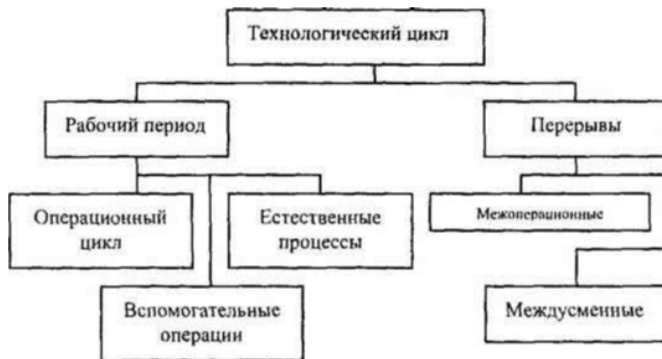 Технологический цикл
Рабочий период
Перерывы
Операционный
цикл
Естественные
процессы
Межоперационные
Вспомогательные
операции
Междусменные